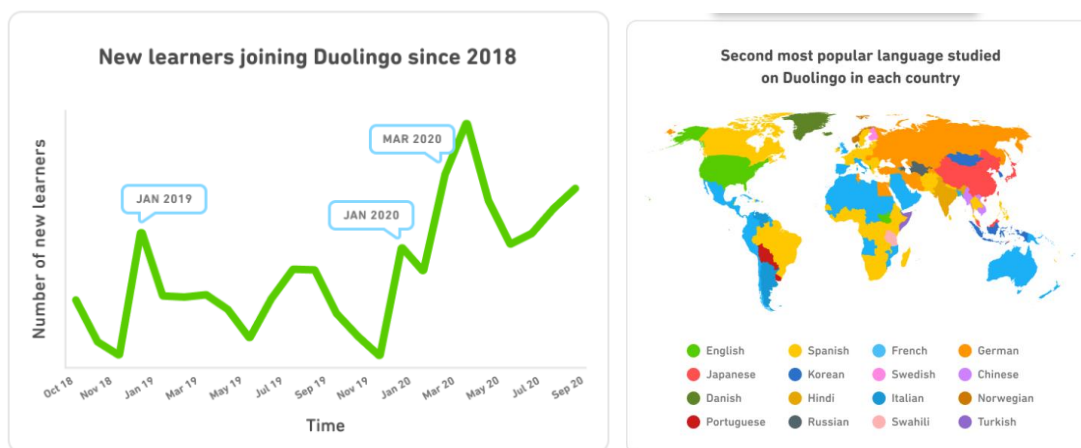 New learners joining Duolingo since 2018
Number of new learners
JAN 2019
JAN 2020
MAR 2020
Oct 18
Nov 18
Jan 19
Mar 19
May 19
Jul 19
Sep 19
Nov 19
Jan 20
Mar 20
May 20
Jul 20
Sep 20
Time
Second most popular language studied
on Duolingo in each country
English
Spanish
French
German
Japanese
Korean
Swedish
Chinese
Danish
Hindi
Italian
Norwegian
Portuguese
Russian
Swahili
Turkish